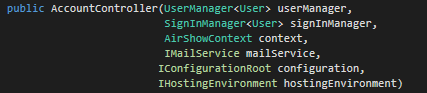 public AccountController(UserManager<User> userManager,
SignInManager<User> signInManager,
AirShowContext context,
IMailService mailService,
IConfigurationRoot configuration,
IHostingEnvironment hostingEnvironment)